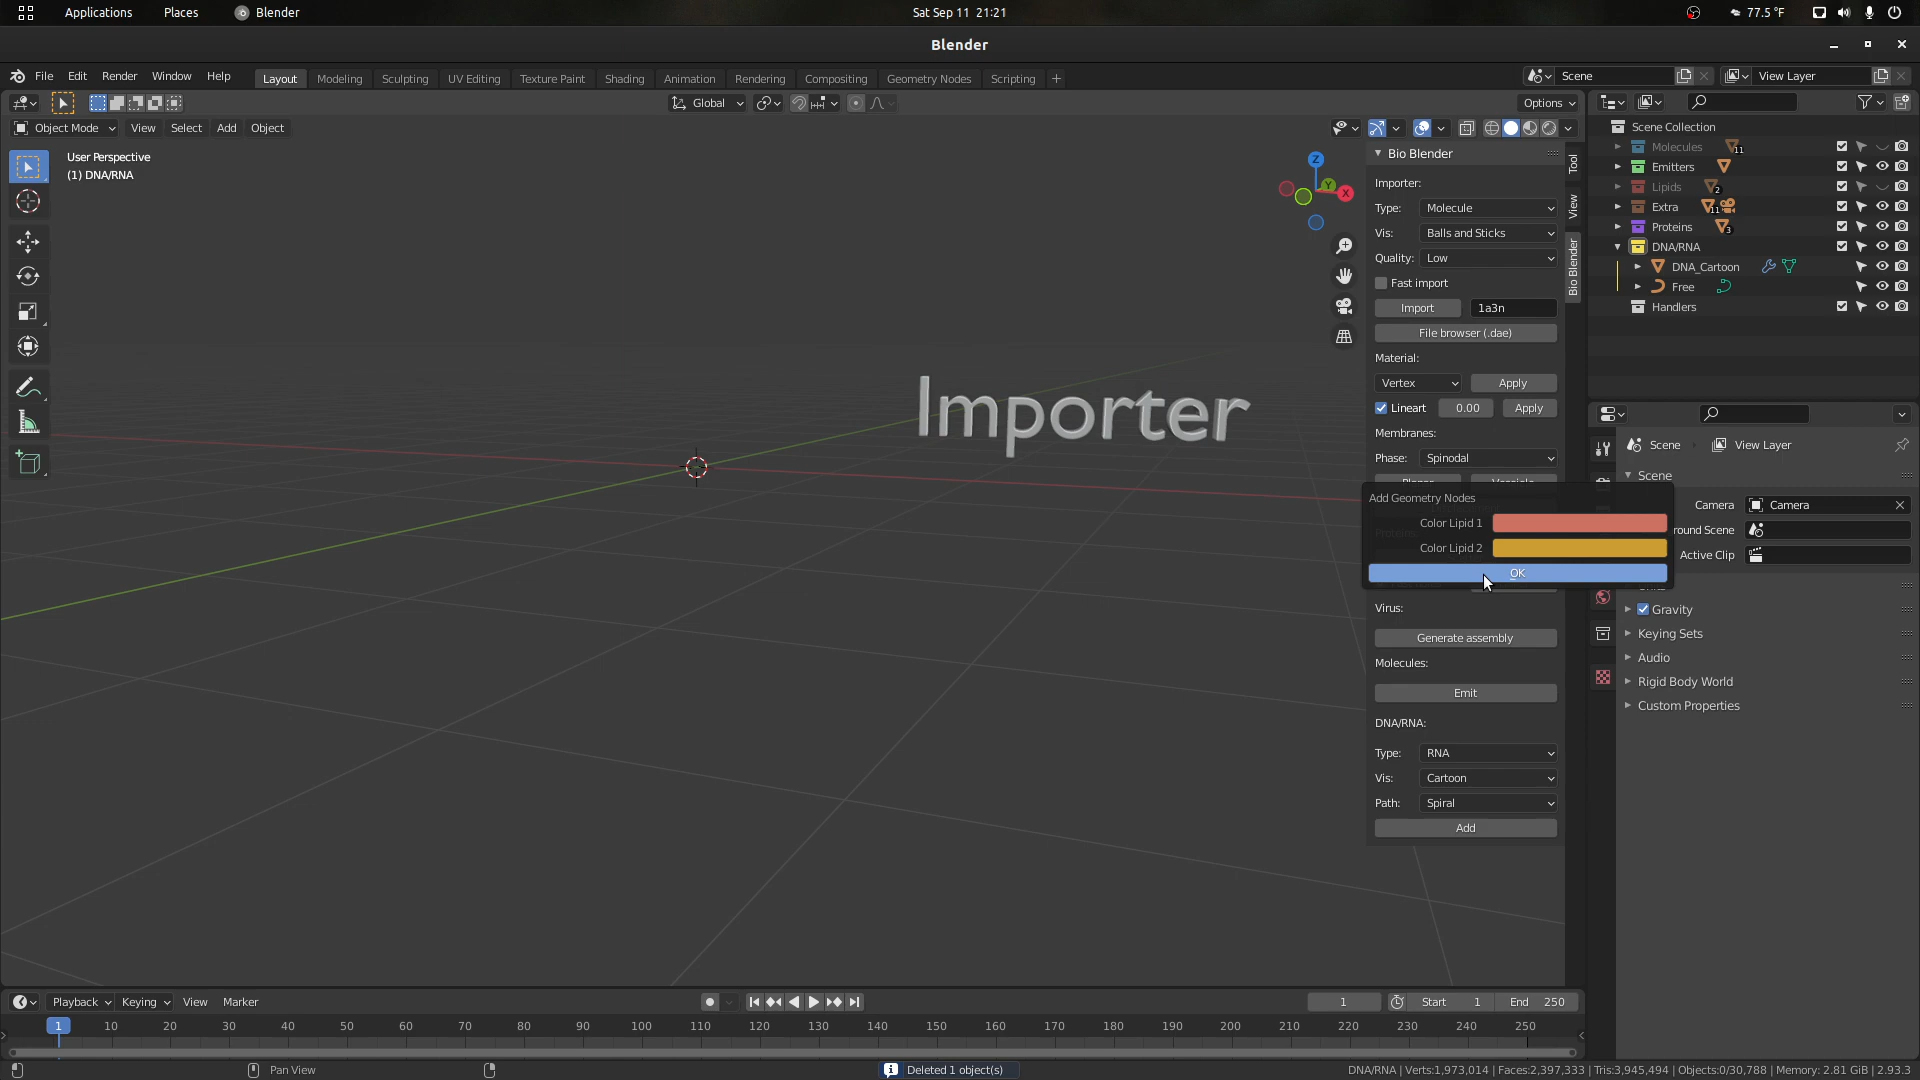 Applications Places Blender Sat Sep 11 21:21 77.5 °F
Blender
File Edit Render Window Help Layout Modeling Sculpting UV Editing Texture Paint Shading Animation Rendering Compositing Geometry Nodes Scripting + Scene View Layer
Global Options
Object Mode View Select Add Object
User Perspective
(1) DNA/RNA
Z
Y
X
Importer
Tool
View
Bio Blender
Bio Blender
Importer:
Type: Molecule
Vis: Balls and Sticks
Quality: Low
Fast import
Import 1a3n
File browser (.dae)
Material:
Vertex Apply
Lineart 0.00 Apply
Membranes:
Phase: Spinodal
Add Geometry Nodes
Color Lipid 1
Color Lipid 2
OK
Virus:
Generate assembly
Molecules:
Emit
DNA/RNA:
Type: RNA
Vis: Cartoon
Path: Spiral
Add
Scene Collection
Molecules 11
Emitters
Lipids 2
Extra 11
Proteins 3
DNA/RNA
DNA_Cartoon
Free
Handlers
Scene View Layer
Scene
Camera Camera
round Scene
Active Clip
Gravity
Keying Sets
Audio
Rigid Body World
Custom Properties
Playback Keying View Marker 1 Start 1 End 250
1 10 20 30 40 50 60 70 80 90 100 110 120 130 140 150 160 170 180 190 200 210 220 230 240 250
Pan View Deleted 1 object(s) DNA/RNA | Verts:1,973,014 | Faces:2,397,333 | Tris:3,945,494 | Objects:0/30,788 | Memory: 2.81 GiB | 2.93.3